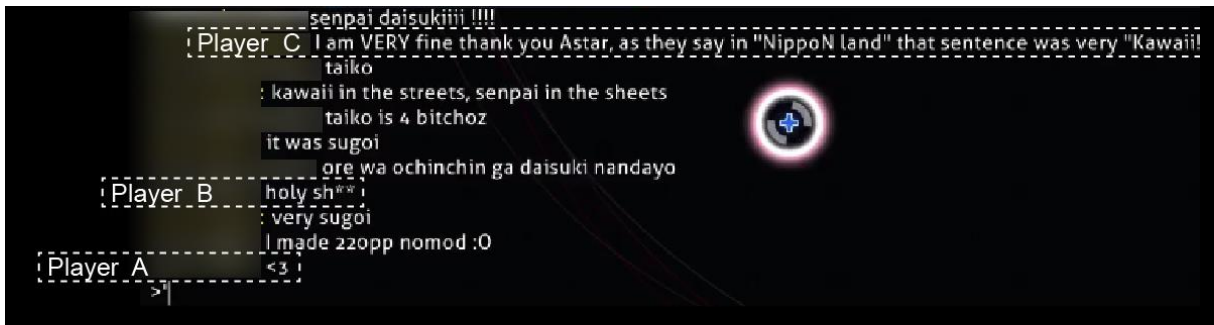 senpai daisukiiii !!!!
Player C I am VERY fine thank you Astar, as they say in "NippoN land" that sentence was very "Kawaii!
taiko
: kawaii in the streets, senpai in the sheets
taiko is 4 bitchoz
it was sugoi
ore wa ochinchin ga daisuki nandayo
Player B holy sh**
: very sugoi
I made 220pp nomod :O
Player A <3
>'